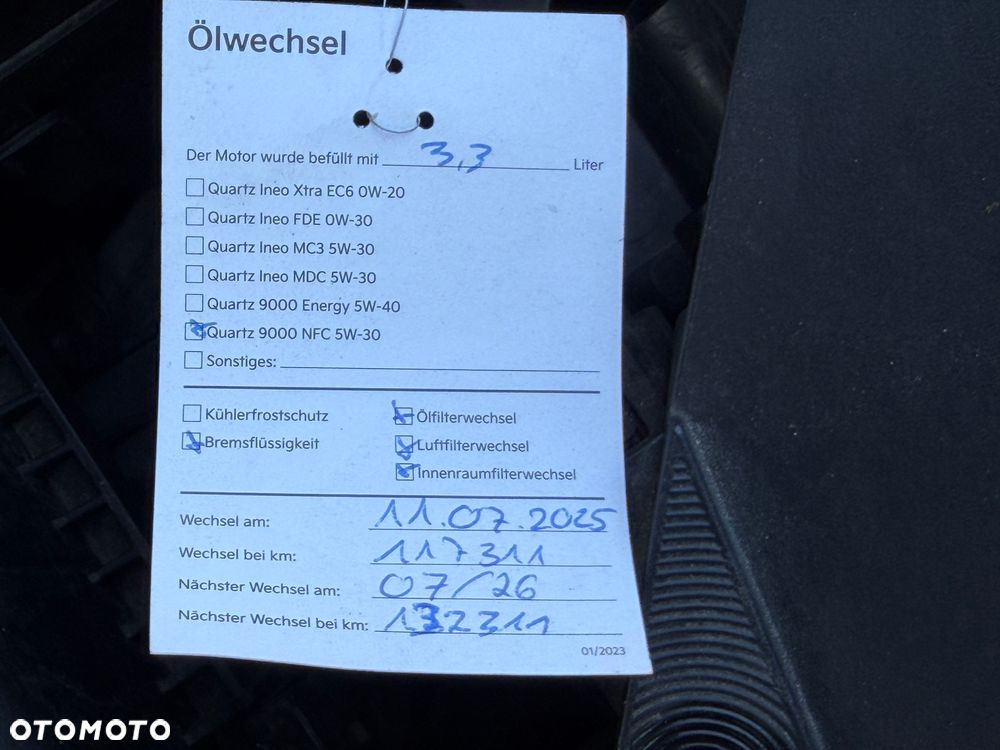 Ölwechsel
Der Motor wurde befüllt mit 3,3 Liter
Quartz Ineo Xtra EC6 0W-20
Quartz Ineo FDE 0W-30
Quartz Ineo MC3 5W-30
Quartz Ineo MDC 5W-30
Quartz 9000 Energy 5W-40
Quartz 9000 NFC 5W-30
Sonstiges:
Kühlerfrostschutz
Ölfilterwechsel
Bremsflüssigkeit
Luftfilterwechsel
Innenraumfilterwechsel
Wechsel am: 11.07.2025
Wechsel bei km: 117311
Nächster Wechsel am: 07/26
Nächster Wechsel bei km: 132311
01/2023
OTOMOTO